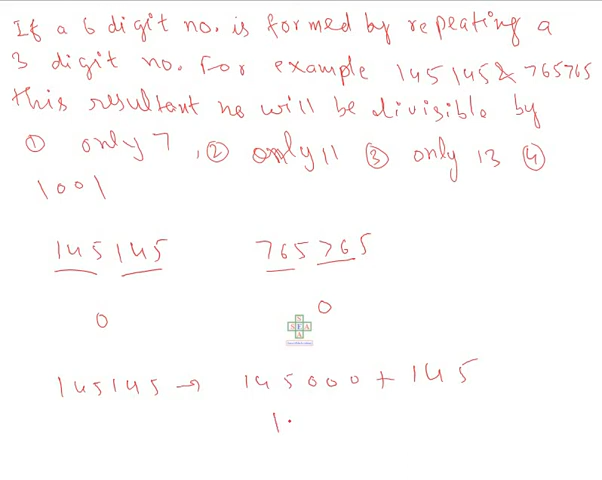 If a 6 digit no. is formed by repeating a
3 digit no. For example 145145 & 765765
this resultant no will be divisible by
① only 7, ② only 11 ③ only 13 ④
1001
145145 765765
0 0
S
SEA
A
145145 → 145000 + 145
1.